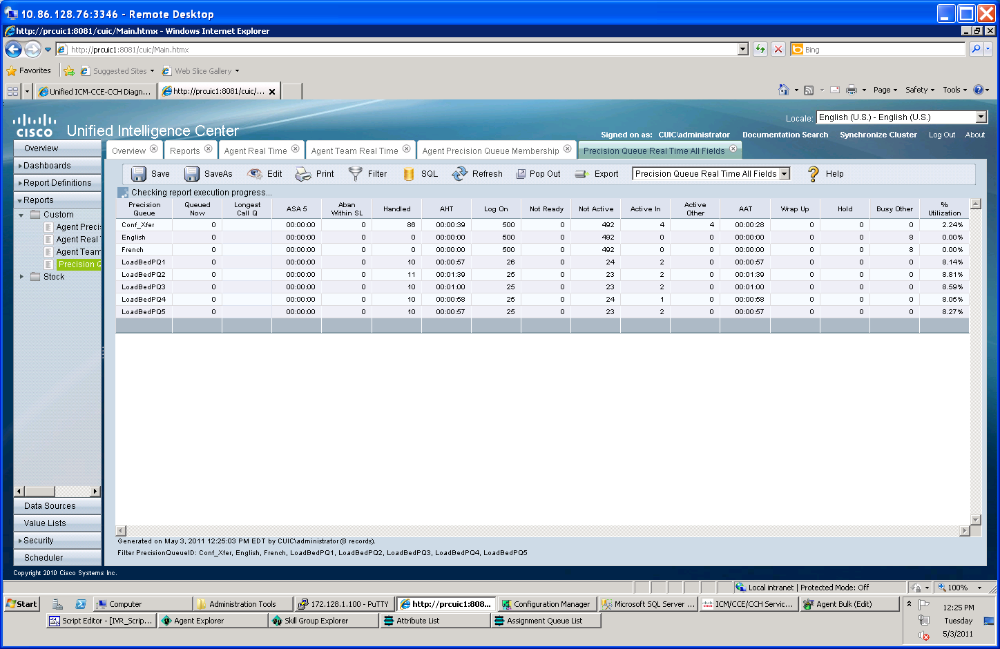 10.86.128.76:3346 - Remote Desktop
http://prcuic1:8081/cuic/Main.htmx - Windows Internet Explorer
http://prcuic1:8081/cuic/Main.htmx
Bing
Favorites Suggested Sites Web Slice Gallery
Unified ICM-CCE-CCH Diagn... http://prcuic1:8081/cuic/... Page Safety Tools
Locale: English (U.S.) - English (U.S.)
cisco Unified Intelligence Center
Signed on as: CUIC\administrator Documentation Search Synchronize Cluster Log Out About
Overview Reports Agent Real Time Agent Team Real Time Agent Precision Queue Membership Precision Queue Real Time All Fields
Save SaveAs Edit Print Filter SQL Refresh Pop Out Export Precision Queue Real Time All Fields Help
Overview
Dashboards
Report Definitions
Reports
Custom
Agent Preci
Agent Real
Agent Team
Precision Q
Stock
Data Sources
Value Lists
Security
Scheduler
Checking report execution progress...
Precision Queue Queued Now Longest Call Q ASA 5 Aban Within SL Handled AHT Log On Not Ready Not Active Active In Active Other AAT Wrap Up Hold Busy Other % Utilization
Conf_Xfer 0 00:00:00 0 86 00:00:39 500 0 492 4 4 00:00:28 0 0 0 2.24%
English 0 00:00:00 0 0 00:00:00 500 0 492 0 0 00:00:00 0 0 8 0.00%
French 0 00:00:00 0 0 00:00:00 500 0 492 0 0 00:00:00 0 0 8 0.00%
LoadBedPQ1 0 00:00:00 0 10 00:00:57 26 0 24 2 0 00:00:57 0 0 0 8.14%
LoadBedPQ2 0 00:00:00 0 11 00:01:39 25 0 23 2 0 00:01:39 0 0 0 8.81%
LoadBedPQ3 0 00:00:00 0 10 00:01:00 25 0 23 2 0 00:01:00 0 0 0 8.59%
LoadBedPQ4 0 00:00:00 0 10 00:00:58 25 0 24 1 0 00:00:58 0 0 0 8.05%
LoadBedPQ5 0 00:00:00 0 10 00:00:57 25 0 23 2 0 00:00:57 0 0 0 8.27%
Generated on May 3, 2011 12:25:03 PM EDT by CUIC\administrator (8 records).
Filter PrecisionQueueID: Conf_Xfer, English, French, LoadBedPQ1, LoadBedPQ2, LoadBedPQ3, LoadBedPQ4, LoadBedPQ5
Copyright 2010 Cisco Systems Inc.
Local intranet | Protected Mode: Off 100%
Start Computer Administration Tools 172.128.1.100 - PuTTY http://prcuic1:808... Configuration Manager Microsoft SQL Server ... ICM/CCE/CCH Servic... Agent Bulk (Edit)
Script Editor - [IVR_Scrip... Agent Explorer Skill Group Explorer Attribute List Assignment Queue List
12:25 PM
Tuesday
5/3/2011